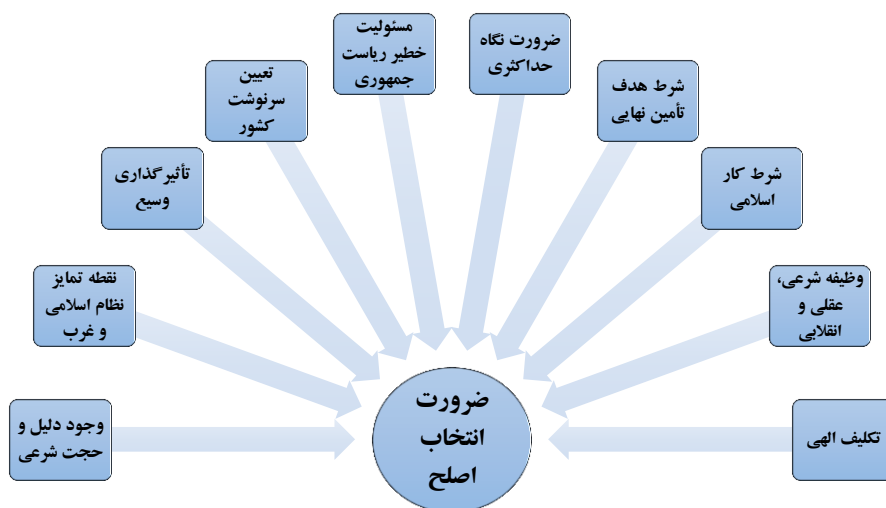 تکلیف الهی
وظیفه شرعی،
عقلی و
انقلابی
شرط کار
اسلامی
شرط هدف
تأمین نهایی
ضرورت نگاه
حداکثری
مسئولیت
خطیر ریاست
جمهوری
تعیین
سرنوشت
کشور
تأثیرگذاری
وسیع
نقطه تمایز
نظام اسلامی
و غرب
وجود دلیل و
حجت شرعی
ضرورت
انتخاب
اصلح